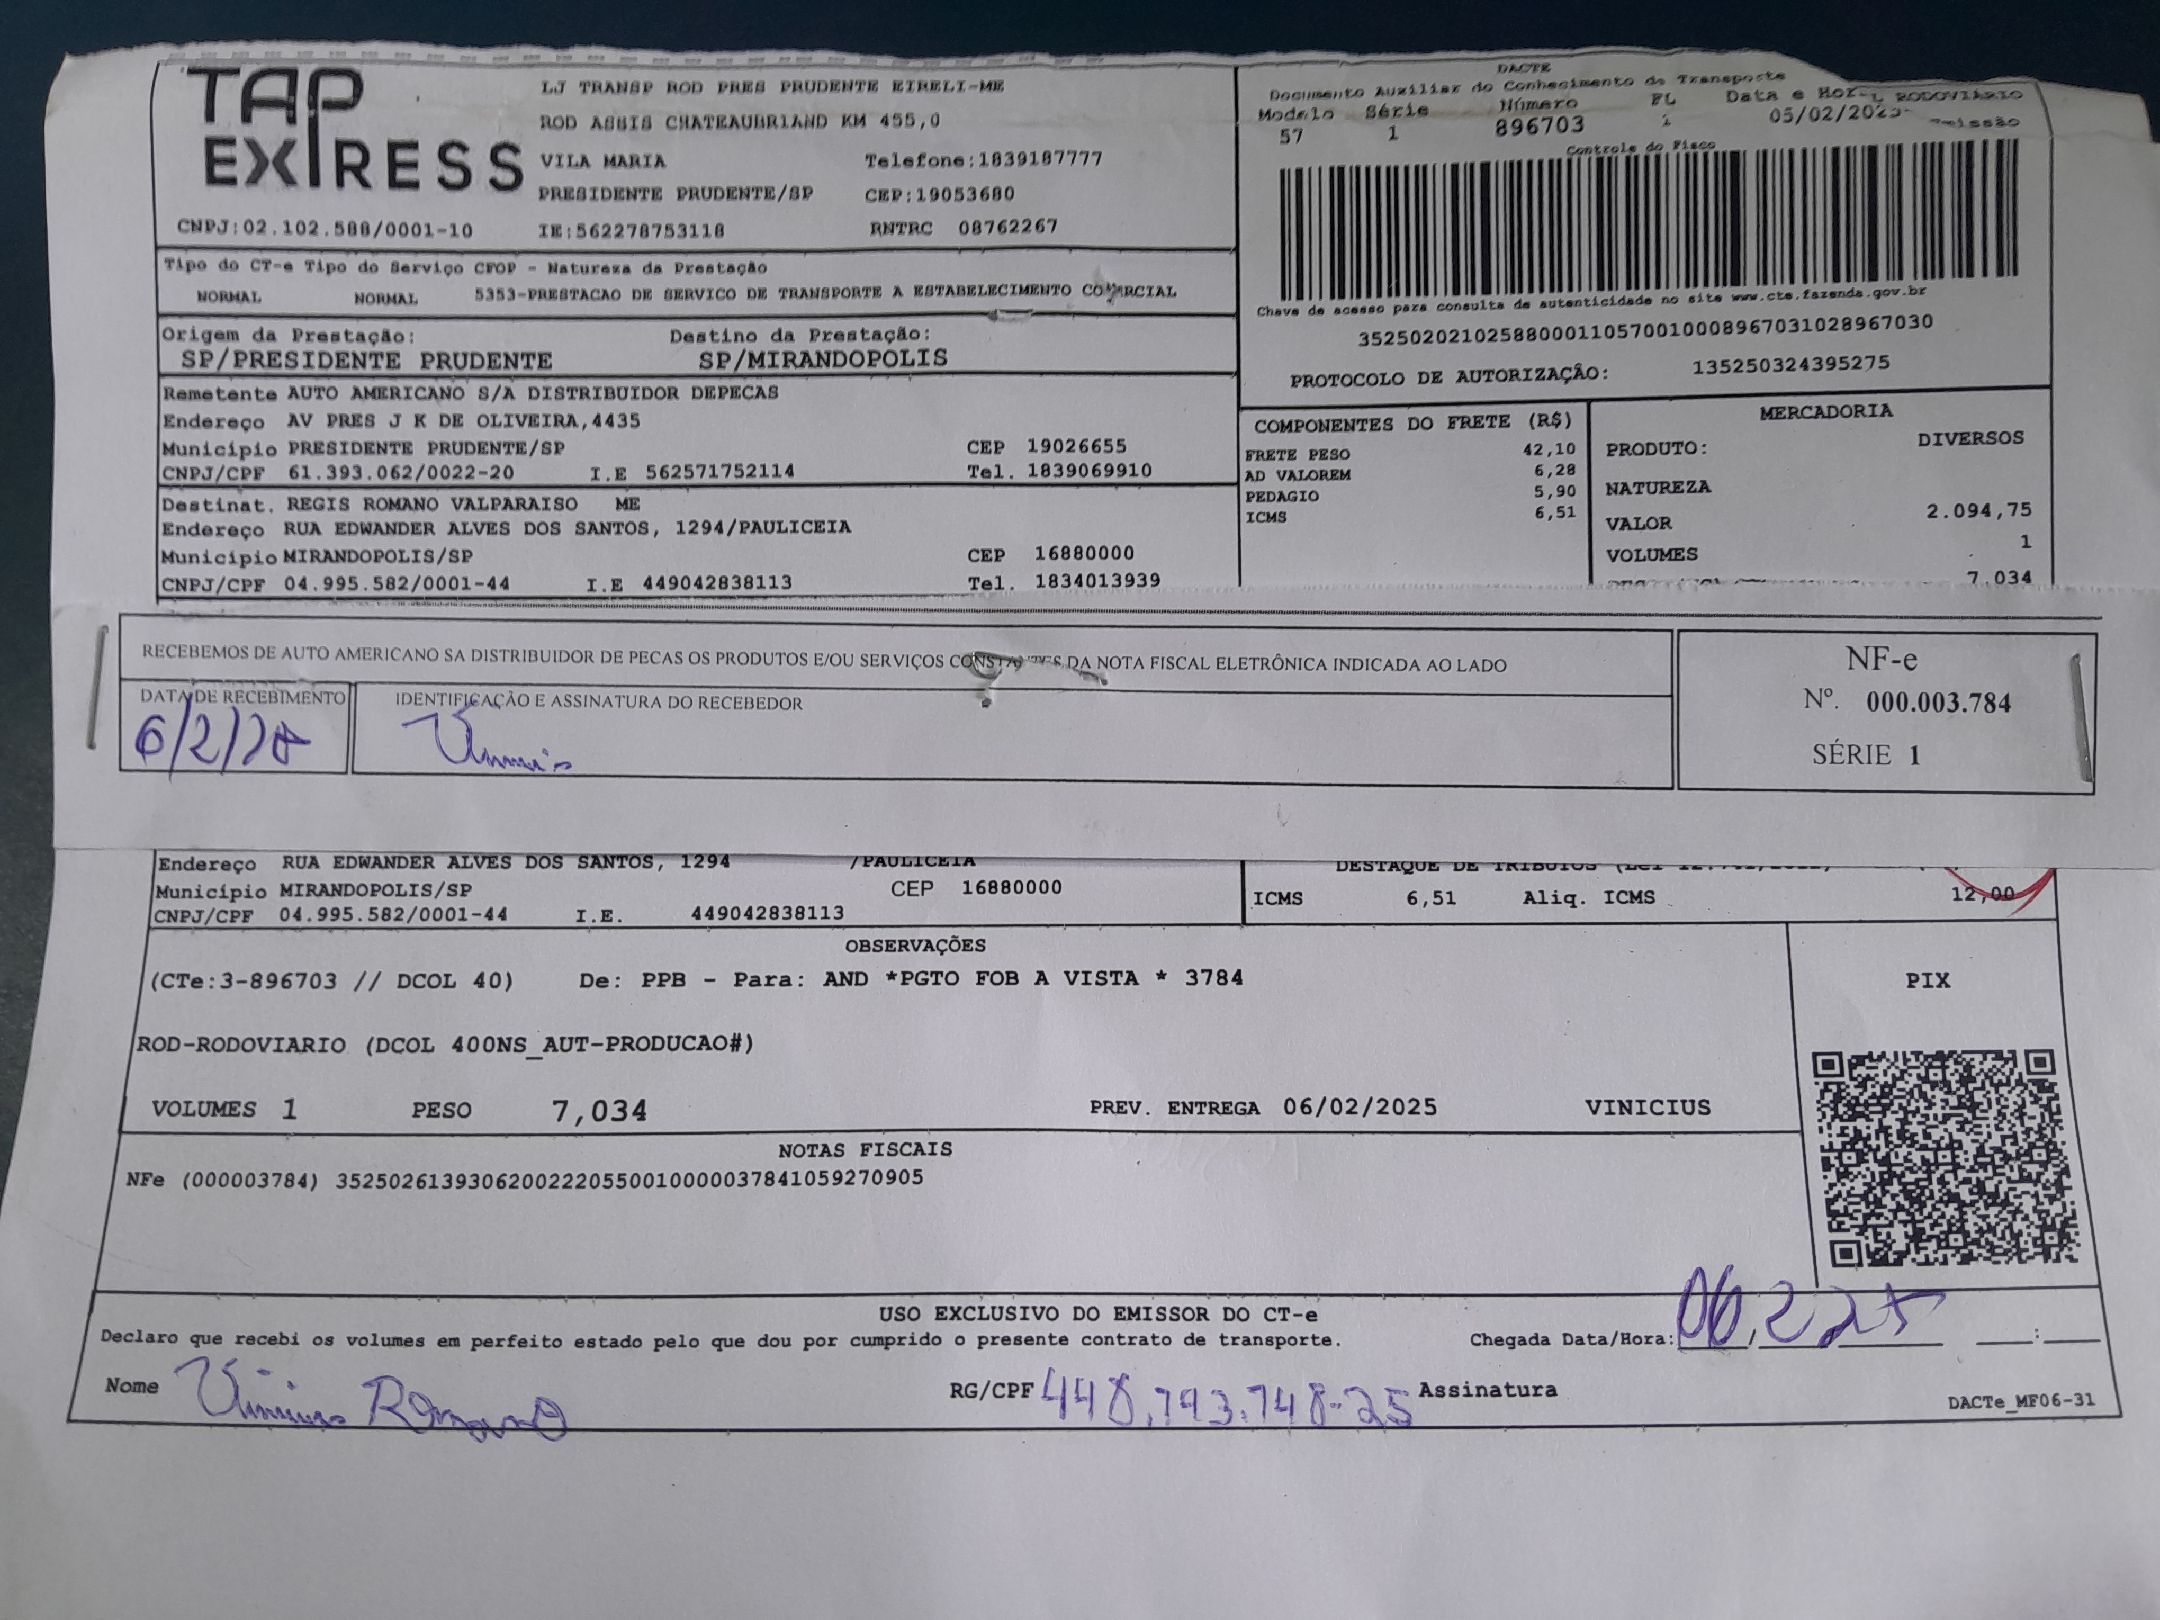 TAP EXPRESS
LJ TRANSP ROD PRES PRUDENTE EIRELI-ME
ROD ASSIS CHATEAUBRIAND KM 455,0
VILA MARIA Telefone:1839187777
PRESIDENTE PRUDENTE/SP CEP:19053680
CNPJ:02.102.588/0001-10 IE:562278753118 RNTRC 08762267
DACTE
Documento Auxiliar do Conhecimento de Transporte
Modelo Série Número FL Data e Hor L RODOVIARIO
57 1 896703 1 05/02/2025 emissão
Controle do Fisco
Chave de acesso para consulta de autenticidade no site www.cte.fazenda.gov.br
35250202102588000110570010008967031028967030
PROTOCOLO DE AUTORIZAÇÃO: 135250324395275
Tipo do CT-e Tipo do Serviço CFOP - Natureza da Prestação
NORMAL NORMAL 5353-PRESTACAO DE SERVICO DE TRANSPORTE A ESTABELECIMENTO COMERCIAL
Origem da Prestação: Destino da Prestação:
SP/PRESIDENTE PRUDENTE SP/MIRANDOPOLIS
Remetente AUTO AMERICANO S/A DISTRIBUIDOR DEPECAS
Endereço AV PRES J K DE OLIVEIRA,4435
Município PRESIDENTE PRUDENTE/SP CEP 19026655
CNPJ/CPF 61.393.062/0022-20 I.E 562571752114 Tel. 1839069910
Destinat. REGIS ROMANO VALPARAISO ME
Endereço RUA EDWANDER ALVES DOS SANTOS, 1294/PAULICEIA
Município MIRANDOPOLIS/SP CEP 16880000
CNPJ/CPF 04.995.582/0001-44 I.E 449042838113 Tel. 1834013939
COMPONENTES DO FRETE (R$)
FRETE PESO 42,10
AD VALOREM 6,28
PEDAGIO 5,90
ICMS 6,51
MERCADORIA
PRODUTO: DIVERSOS
NATUREZA
VALOR 2.094,75
VOLUMES 1
7,034
RECEBEMOS DE AUTO AMERICANO SA DISTRIBUIDOR DE PECAS OS PRODUTOS E/OU SERVIÇOS CONSTANTES DA NOTA FISCAL ELETRÔNICA INDICADA AO LADO
DATA DE RECEBIMENTO IDENTIFICAÇÃO E ASSINATURA DO RECEBEDOR
6/2/25 Vinicius
NF-e
Nº. 000.003.784
SÉRIE 1
Endereço RUA EDWANDER ALVES DOS SANTOS, 1294 /PAULICEIA
Município MIRANDOPOLIS/SP CEP 16880000
CNPJ/CPF 04.995.582/0001-44 I.E. 449042838113
DESTAQUE DE TRIBUTOS
ICMS 6,51 Aliq. ICMS 12,00
OBSERVAÇÕES
(CTe:3-896703 // DCOL 40) De: PPB - Para: AND *PGTO FOB A VISTA * 3784
ROD-RODOVIARIO (DCOL 400NS_AUT-PRODUCAO#)
VOLUMES 1 PESO 7,034 PREV. ENTREGA 06/02/2025 VINICIUS
PIX
NOTAS FISCAIS
NFe (000003784) 35250261393062002220550010000037841059270905
USO EXCLUSIVO DO EMISSOR DO CT-e
Declaro que recebi os volumes em perfeito estado pelo que dou por cumprido o presente contrato de transporte. Chegada Data/Hora: 06/2 25 __:__
Nome Vinicius Romano RG/CPF 448.793.748-25 Assinatura
DACTe_MF06-31